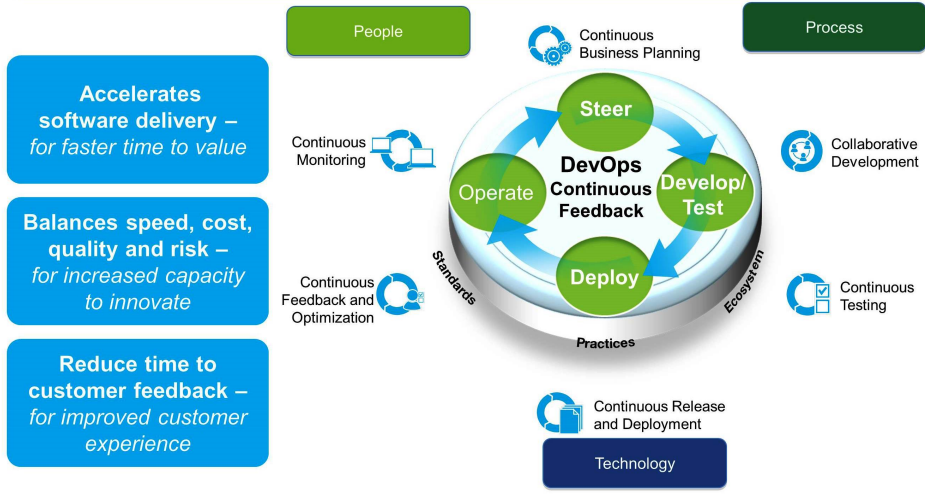 People
Process
Continuous
Business Planning
Accelerates
software delivery –
for faster time to value
Steer
Continuous
Monitoring
Collaborative
Development
DevOps
Continuous
Feedback
Operate
Develop/
Test
Balances speed, cost,
quality and risk –
for increased capacity
to innovate
Deploy
Standards
Practices
Ecosystem
Continuous
Feedback and
Optimization
Continuous
Testing
Reduce time to
customer feedback –
for improved customer
experience
Continuous Release
and Deployment
Technology